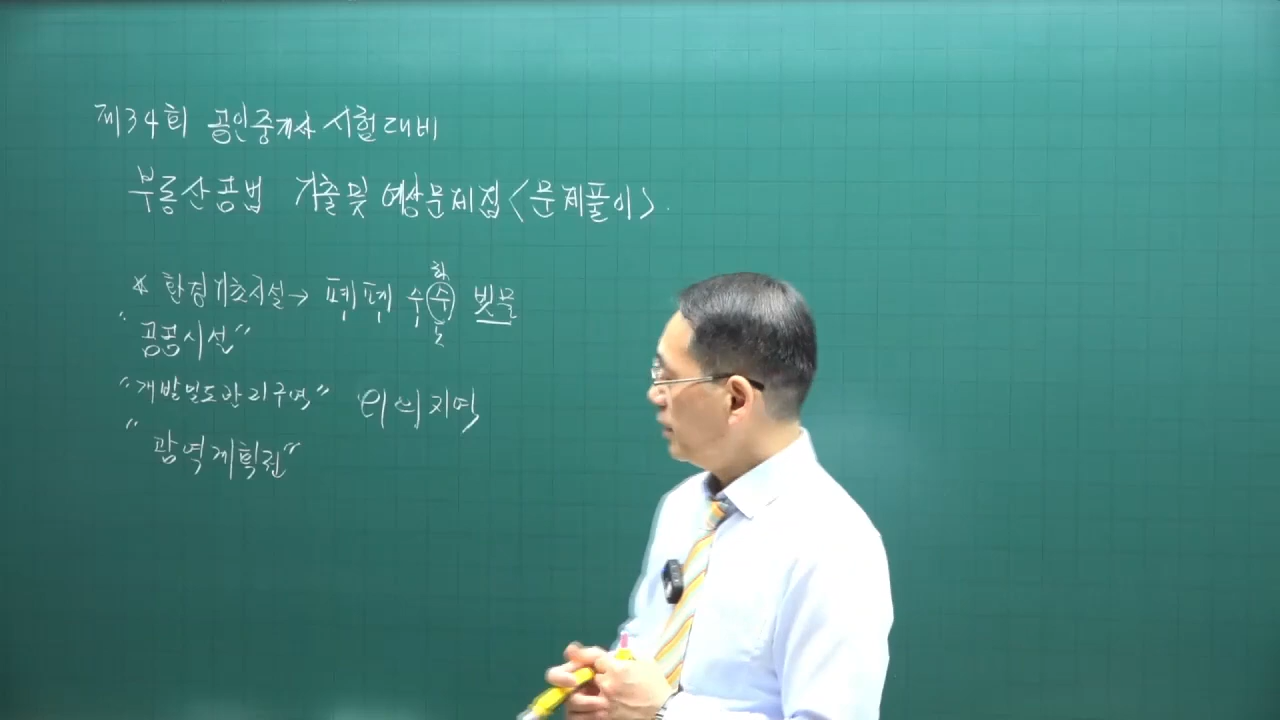 제34회 공인중개사 시험대비
부동산공법 기출및 예상문제집<문제풀이>.
* 환경기초시설→ 폐폐 수수 빗물
"공공시설"
"개발밀도관리구역" 이외지역
"광역계획권"